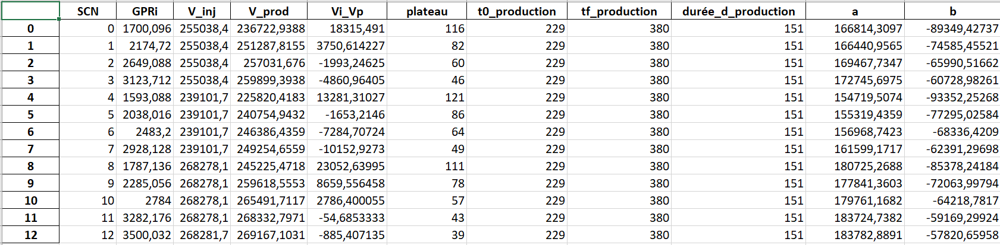 SCN GPRi V_inj V_prod Vi_Vp plateau t0_production tf_production durée_d_production a b
0 0 1700,096 255038,4 236722,9388 18315,491 116 229 380 151 166814,3097 -89349,42737
1 1 2174,72 255038,4 251287,8155 3750,614227 82 229 380 151 166440,9565 -74585,45521
2 2 2649,088 255038,4 257031,676 -1993,24625 60 229 380 151 169467,7347 -65990,51662
3 3 3123,712 255038,4 259899,3938 -4860,96405 46 229 380 151 172745,6975 -60728,98261
4 4 1593,088 239101,7 225820,4183 13281,31027 121 229 380 151 154719,5074 -93352,25268
5 5 2038,016 239101,7 240754,9432 -1653,2146 86 229 380 151 155319,4359 -77295,02584
6 6 2483,2 239101,7 246386,4359 -7284,70724 64 229 380 151 156968,7423 -68336,4209
7 7 2928,128 239101,7 249254,6559 -10152,9273 49 229 380 151 161599,1717 -62391,29698
8 8 1787,136 268278,1 245225,4718 23052,63995 111 229 380 151 180725,2688 -85378,24184
9 9 2285,056 268278,1 259618,5553 8659,556458 78 229 380 151 177841,3603 -72063,99794
10 10 2784 268278,1 265491,7117 2786,400055 57 229 380 151 179761,1682 -64218,7817
11 11 3282,176 268278,1 268332,7971 -54,6853333 43 229 380 151 183724,7382 -59169,29924
12 12 3500,032 268281,7 269167,1031 -885,407135 39 229 380 151 183782,8891 -57820,65958